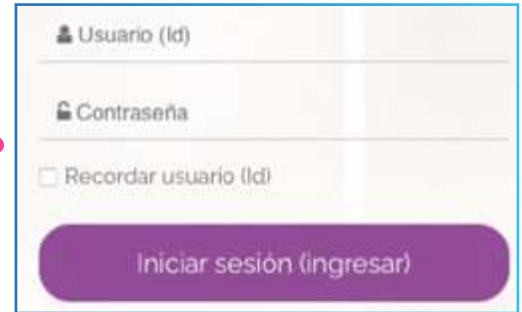 Usuario (Id)
Contraseña
Recordar usuario (Id)
Iniciar sesión (ingresar)